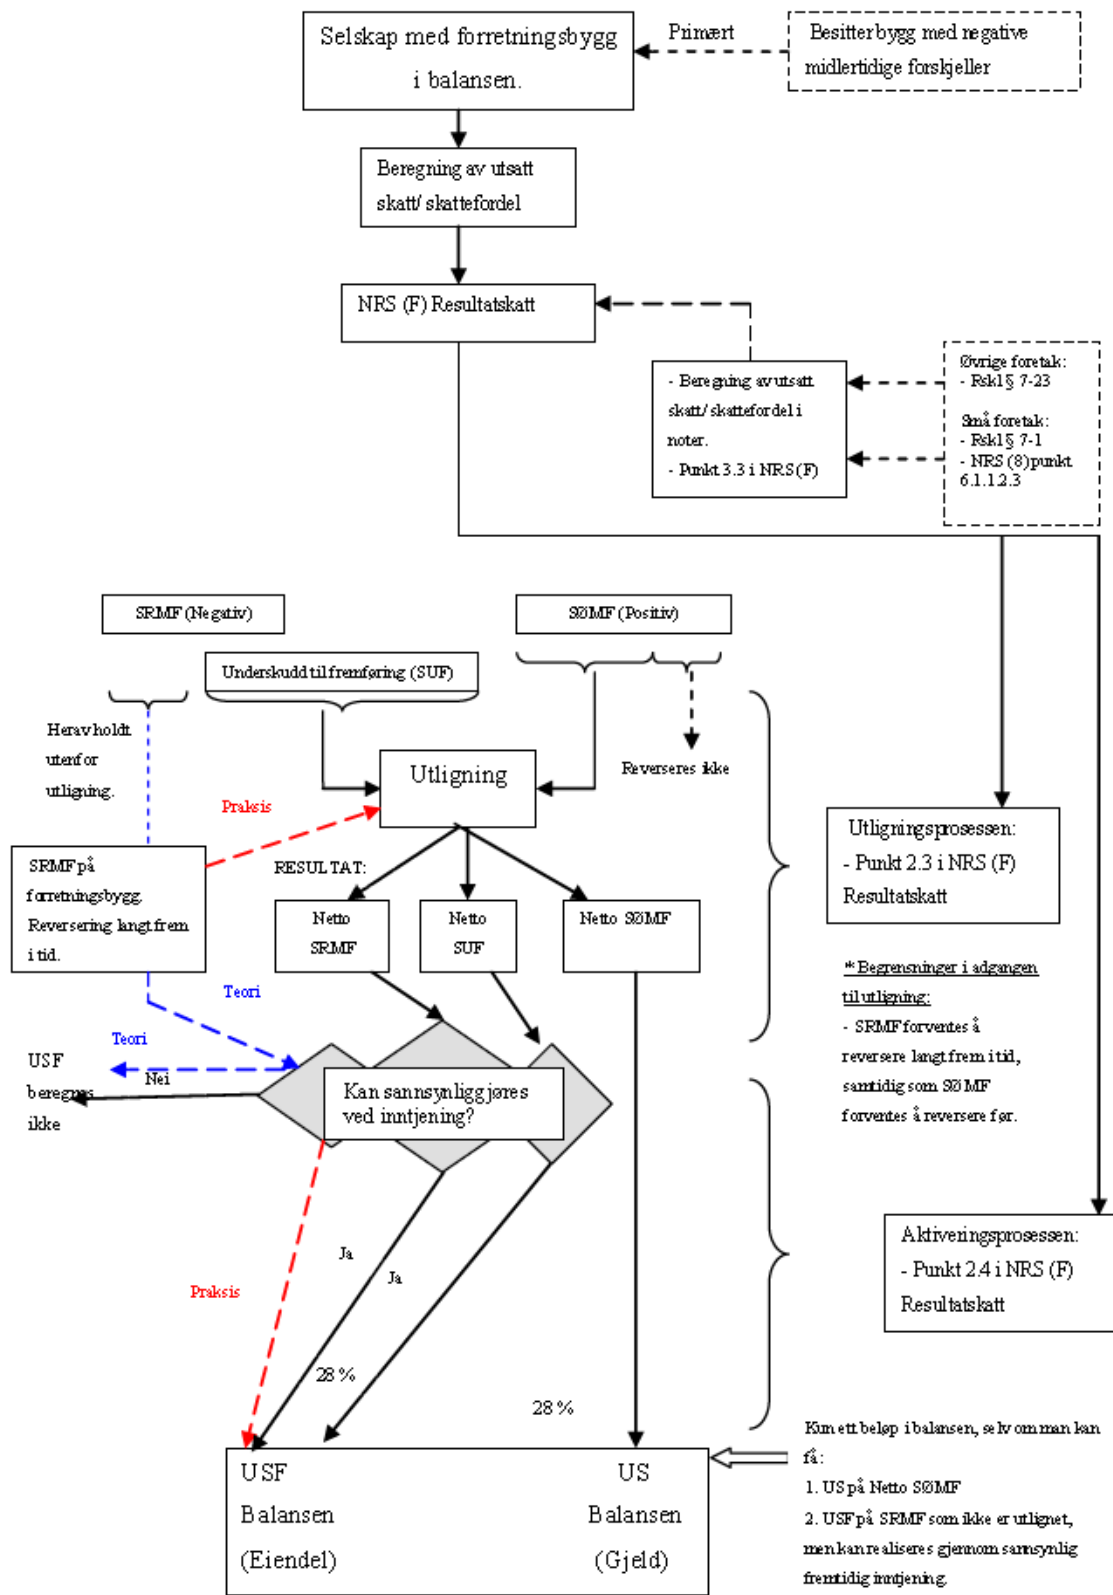 Selskap med forretningsbygg
i balansen.
Primært
Besitter bygg med negative
midlertidige forskjeller
Beregning av utsatt
skatt/ skattefordel
NRS (F) Resultatskatt
- Beregning av utsatt
skatt/ skattefordel i
noter.
- Punkt 3.3 i NRS (F)
Øvrige foretak:
- Rskl § 7-23
Små foretak:
- Rskl § 7-1
- NRS (8) punkt
6.1.1.2.3
SRMF (Negativ)
SØMF (Positiv)
Underskudd til fremføring (SUF)
Herav holdt
utenfor
utligning.
Utligning
Reverseres ikke
Praksis
SRMF på
forretningsbygg.
Reversering langt frem
i tid.
RESULTAT:
Netto
SRMF
Netto
SUF
Netto SØMF
Utligningsprosessen:
- Punkt 2.3 i NRS (F)
Resultatskatt
* Begrensninger i adgangen
til utligning:
- SRMF forventes å
reversere langt frem i tid,
samtidig som SØMF
forventes å reversere før.
Teori
Teori
Nei
USF
beregnes
ikke
Kan sannsynliggjøres
ved inntjening?
Aktiveringsprosessen:
- Punkt 2.4 i NRS (F)
Resultatskatt
Ja
Ja
Praksis
28 %
28 %
USF
Balansen
(Eiendel)
US
Balansen
(Gjeld)
Kun ett beløp i balansen, selv om man kan
få:
1. US på Netto SØMF
2. USF på SRMF som ikke er utlignet,
men kan realiseres gjennom sannsynlig
fremtidig inntjening.